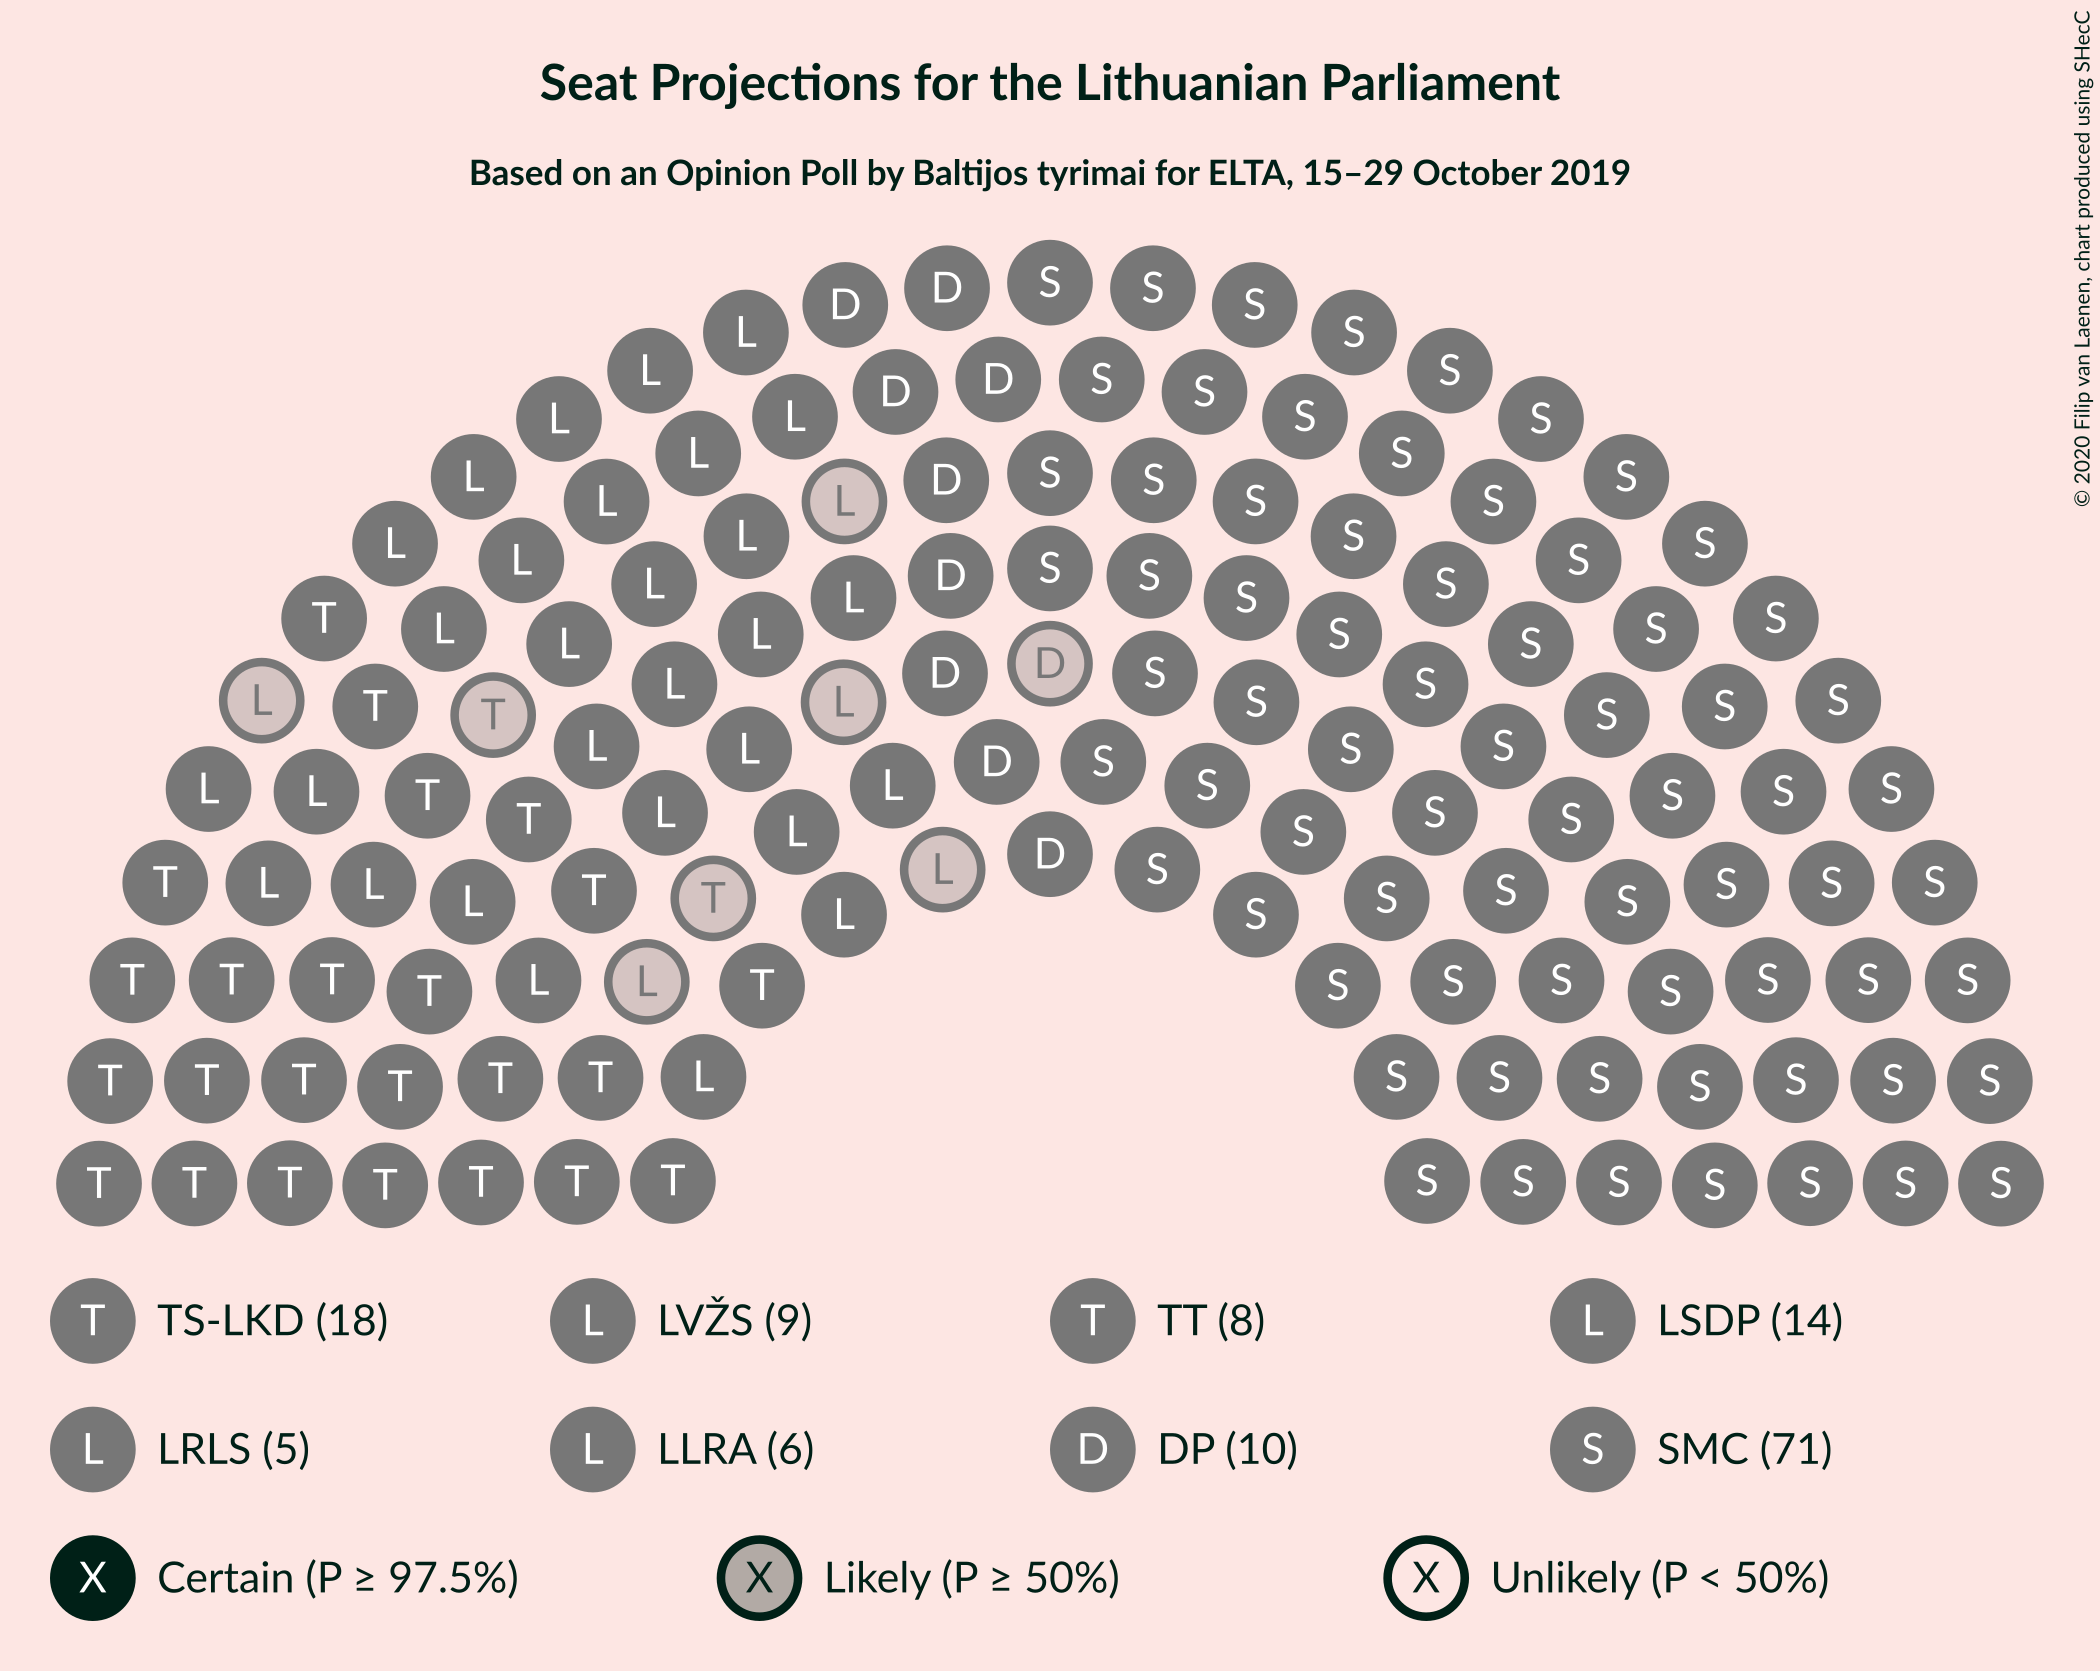 Seat Projections for the Lithuanian Parliament
Based on an Opinion Poll by Baltijos tyrimai for ELTA, 15–29 October 2019
© 2020 Filip van Laenen, chart produced using SHecC
D D S S
L D D S S S
L L D S S S S S
L L L D S S S S S
L L L L D D S S S S S
L L L L L D S S S S S S
T L L L L L D S S S S S S
L T T L L L S S S S S S
L L T T L L L D S S S S S S S
T L L L T T L S S S S S S
T T T T L L T S S S S S S S
T T T T T T L S S S S S S S
T T T T T T T S S S S S S S
T TS-LKD (18) L LVŽS (9) T TT (8) L LSDP (14)
L LRLS (5) L LLRA (6) D DP (10) S SMC (71)
X Certain (P ≥ 97.5%) X Likely (P ≥ 50%) X Unlikely (P < 50%)